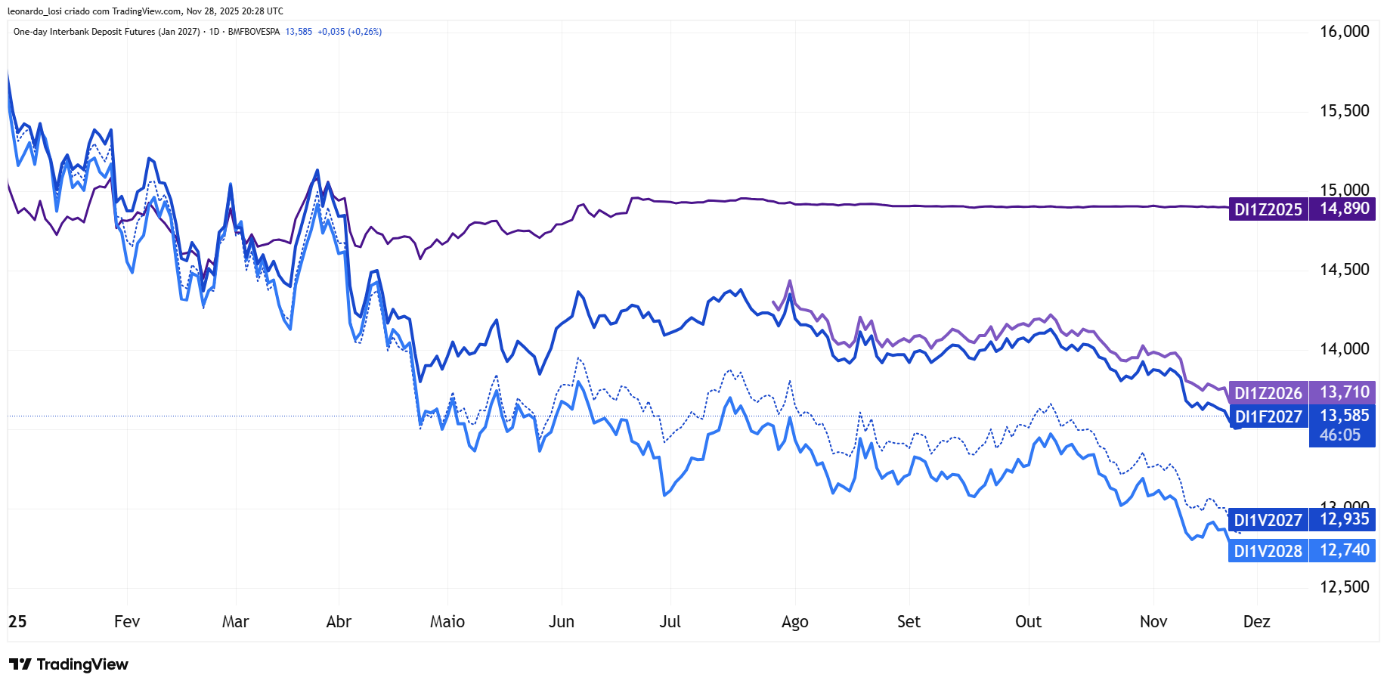 leonardo_losi criado com TradingView.com, Nov 28, 2025 20:28 UTC
One-day Interbank Deposit Futures (Jan 2027) · 1D · BMFBOVESPA 13,585 +0,035 (+0,26%)
16,000
15,500
15,000
DI1Z2025 14,890
14,500
14,000
DI1Z2026 13,710
DI1F2027 13,585
46:05
13,000
DI1V2027 12,935
DI1V2028 12,740
12,500
25 Fev Mar Abr Maio Jun Jul Ago Set Out Nov Dez
TradingView